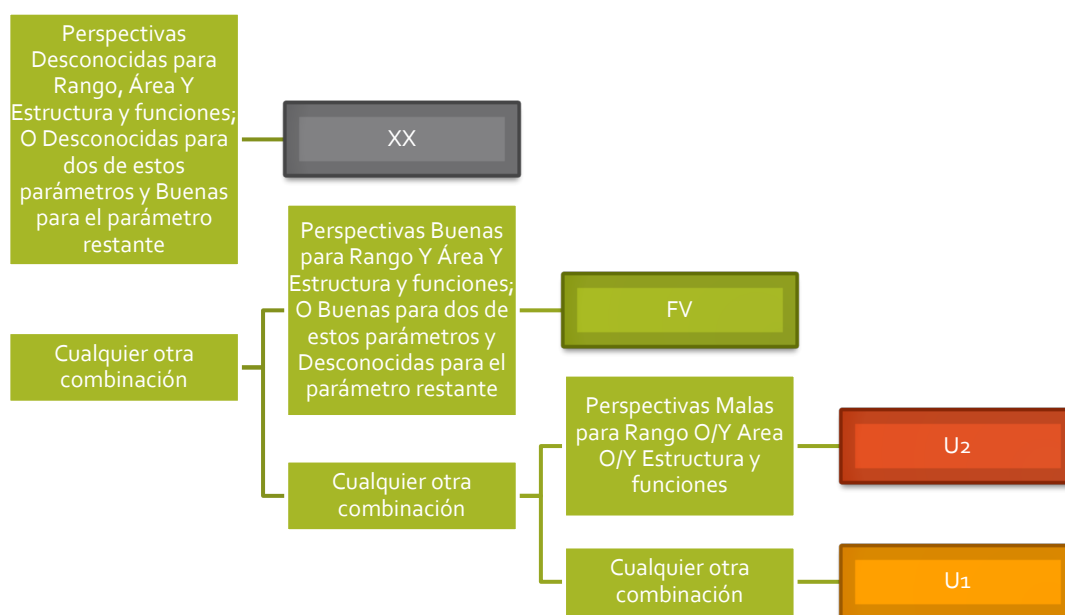 Perspectivas
Desconocidas para
Rango, Área Y
Estructura y funciones;
O Desconocidas para
dos de estos
parámetros y Buenas
para el parámetro
restante
XX
Perspectivas Buenas
para Rango Y Área Y
Estructura y funciones;
O Buenas para dos de
estos parámetros y
Desconocidas para el
parámetro restante
FV
Cualquier otra
combinación
Perspectivas Malas
para Rango O/Y Area
O/Y Estructura y
funciones
U2
Cualquier otra
combinación
Cualquier otra
combinación
U1